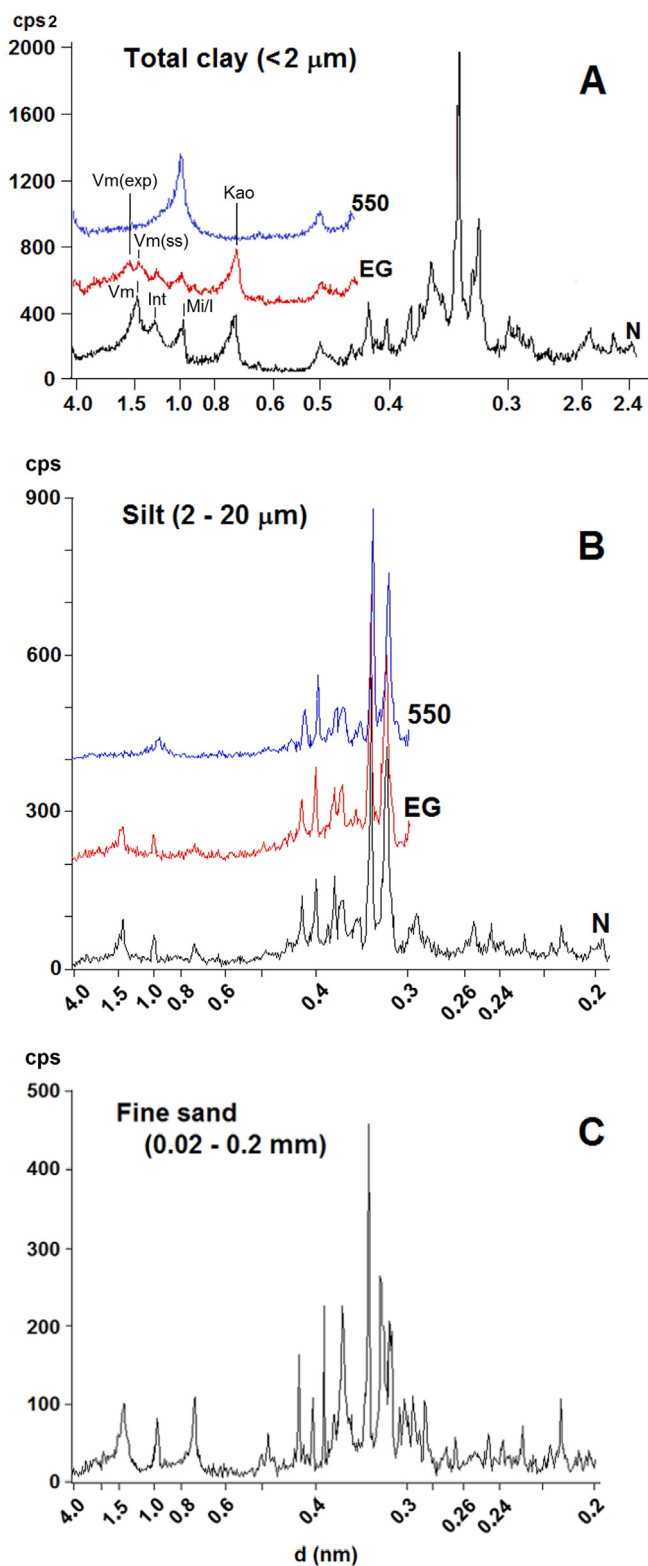 cps 2
2000
Total clay (<2 μm)
A
1600
1200
Vm(exp)
Kao
550
800
Vm(ss)
EG
Vm
Int
Mi/I
400
N
0
4.0 1.5 1.0 0.8 0.6 0.5 0.4 0.3 2.6 2.4
cps
900
Silt (2 - 20 μm)
B
600
550
EG
300
N
0
4.0 1.5 1.0 0.8 0.6 0.4 0.3 0.26 0.24 0.2
cps
500
Fine sand
C
(0.02 - 0.2 mm)
400
300
200
100
0
4.0 1.5 1.0 0.8 0.6 0.4 0.3 0.26 0.24 0.2
d (nm)